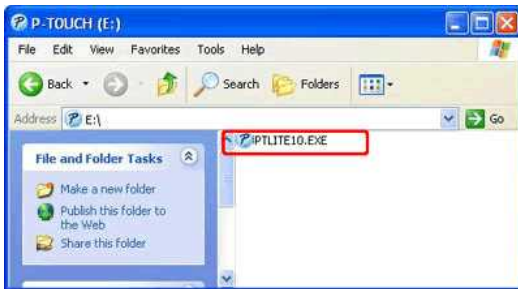 P-TOUCH (E:)
File Edit View Favorites Tools Help
Back Search Folders
Address E:\ Go
File and Folder Tasks
PTLITE10.EXE
Make a new folder
Publish this folder to
the Web
Share this folder